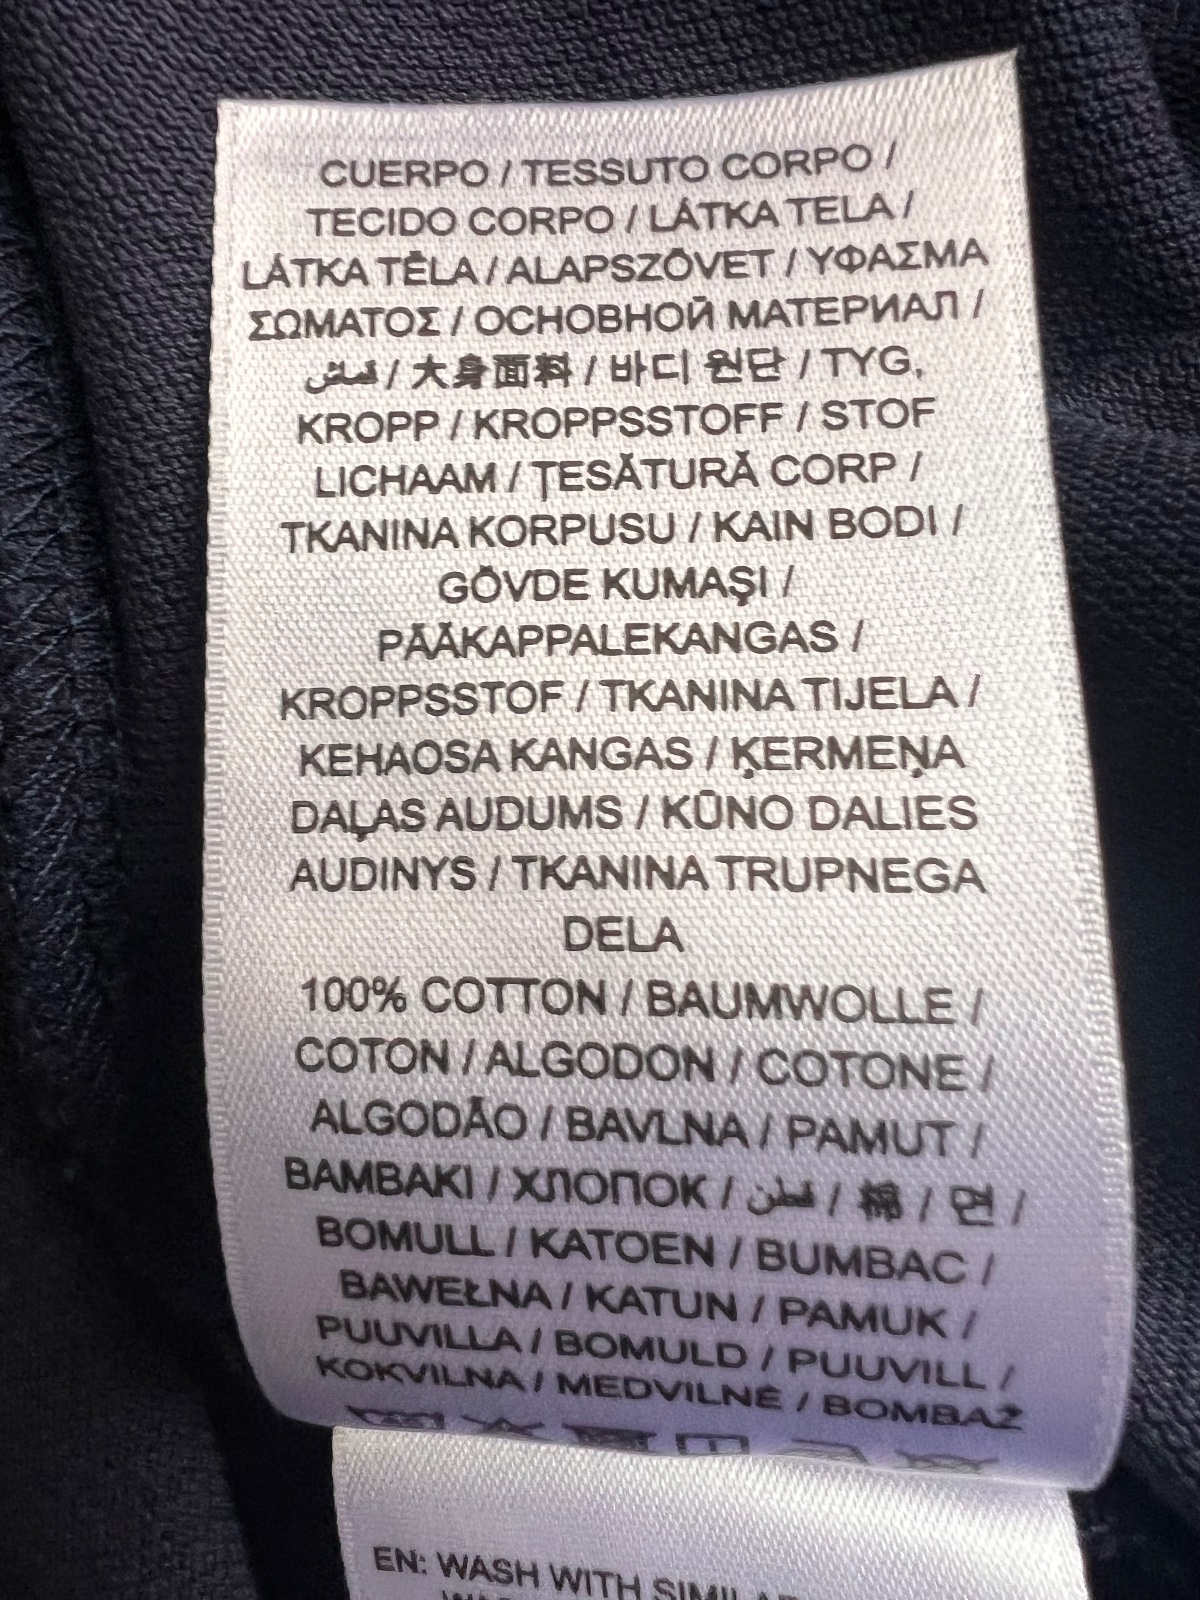 CUERPO / TESSUTO CORPO /
TECIDO CORPO / LÁTKA TELA /
LÁTKA TĒLA / ALAPSZÖVET / ΥΦΑΣΜΑ
ΣΩΜΑΤΟΣ / ОСНОВНОЙ МАТЕРИАЛ /
قماش / 大身面料 / 바디 원단 / TYG,
KROPP / KROPPSSTOFF / STOF
LICHAAM / ȚESĂTURĂ CORP /
TKANINA KORPUSU / KAIN BODI /
GÖVDE KUMAŞI /
PÄÄKAPPALEKANGAS /
KROPPSSTOF / TKANINA TIJELA /
KEHAOSA KANGAS / ĶERMEŅA
DAĻAS AUDUMS / KŪNO DALIES
AUDINYS / TKANINA TRUPNEGA
DELA
100% COTTON / BAUMWOLLE /
COTON / ALGODON / COTONE /
ALGODÃO / BAVLNA / PAMUT /
BAMBAKI / ХЛОПОК / قطن / 棉 / 면 /
BOMULL / KATOEN / BUMBAC /
BAWEŁNA / KATUN / PAMUK /
PUUVILLA / BOMULD / PUUVILL /
KOKVILNA / MEDVILNĖ / BOMBAŽ
EN: WASH WITH